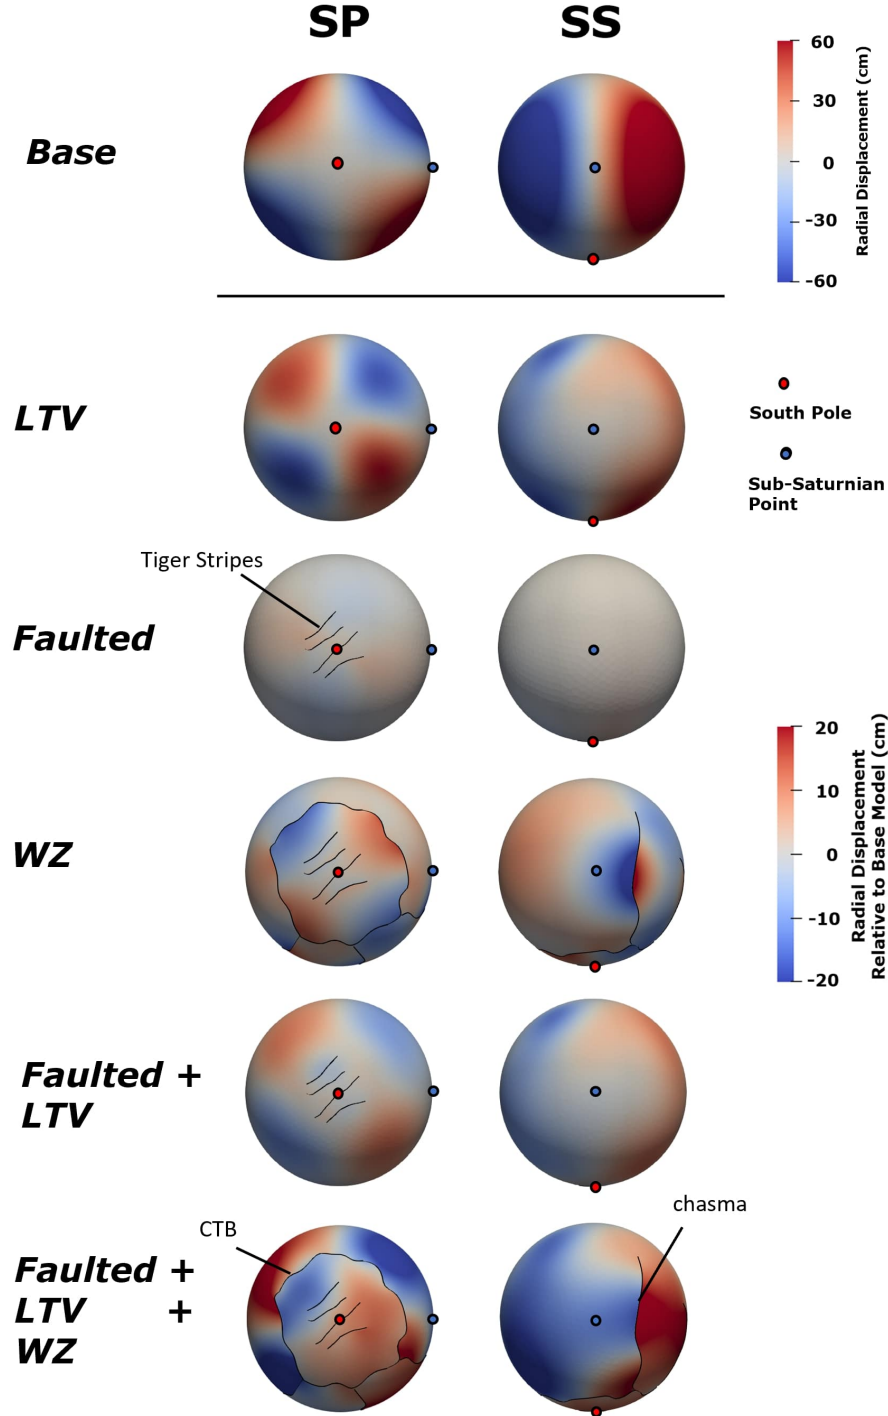 SP
SS
Base
60
30
0
-30
-60
Radial Displacement (cm)
LTV
South Pole
Sub-Saturnian
Point
Tiger Stripes
Faulted
WZ
20
10
0
-10
-20
Radial Displacement
Relative to Base Model (cm)
Faulted +
LTV
chasma
CTB
Faulted +
LTV +
WZ